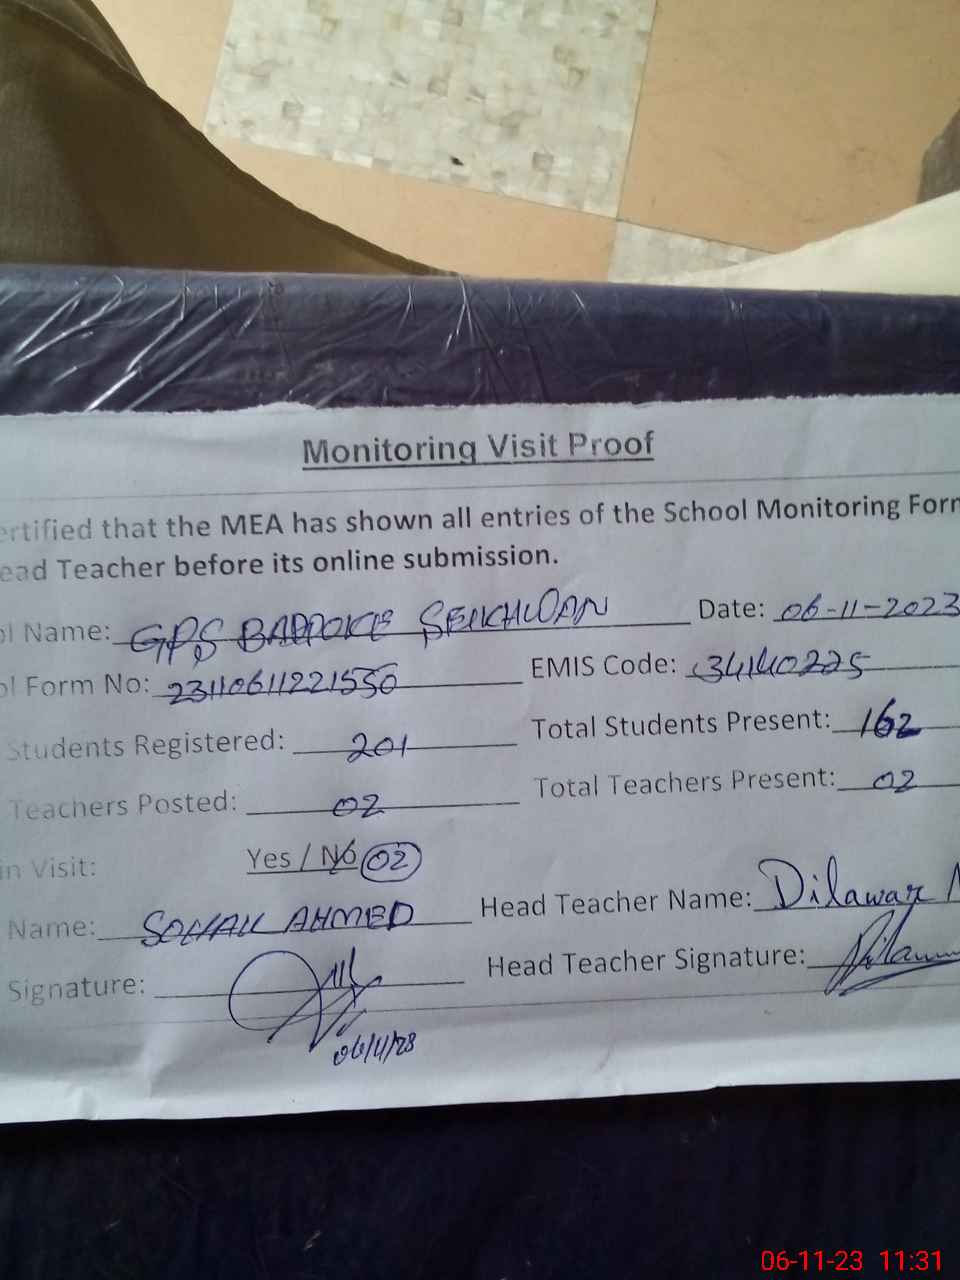 Monitoring Visit Proof
ertified that the MEA has shown all entries of the School Monitoring Form
ead Teacher before its online submission.
ol Name: GPS BADDOKE SEIKHWAN Date: 06-11-2023
ol Form No: 23110611221550 EMIS Code: 34140225
Students Registered: 201 Total Students Present: 162
Teachers Posted: 02 Total Teachers Present: 02
in Visit: Yes / No 02
Name: SOHAIL AHMED Head Teacher Name: Dilawar
Signature: Head Teacher Signature:
06/11/23
06-11-23 11:31